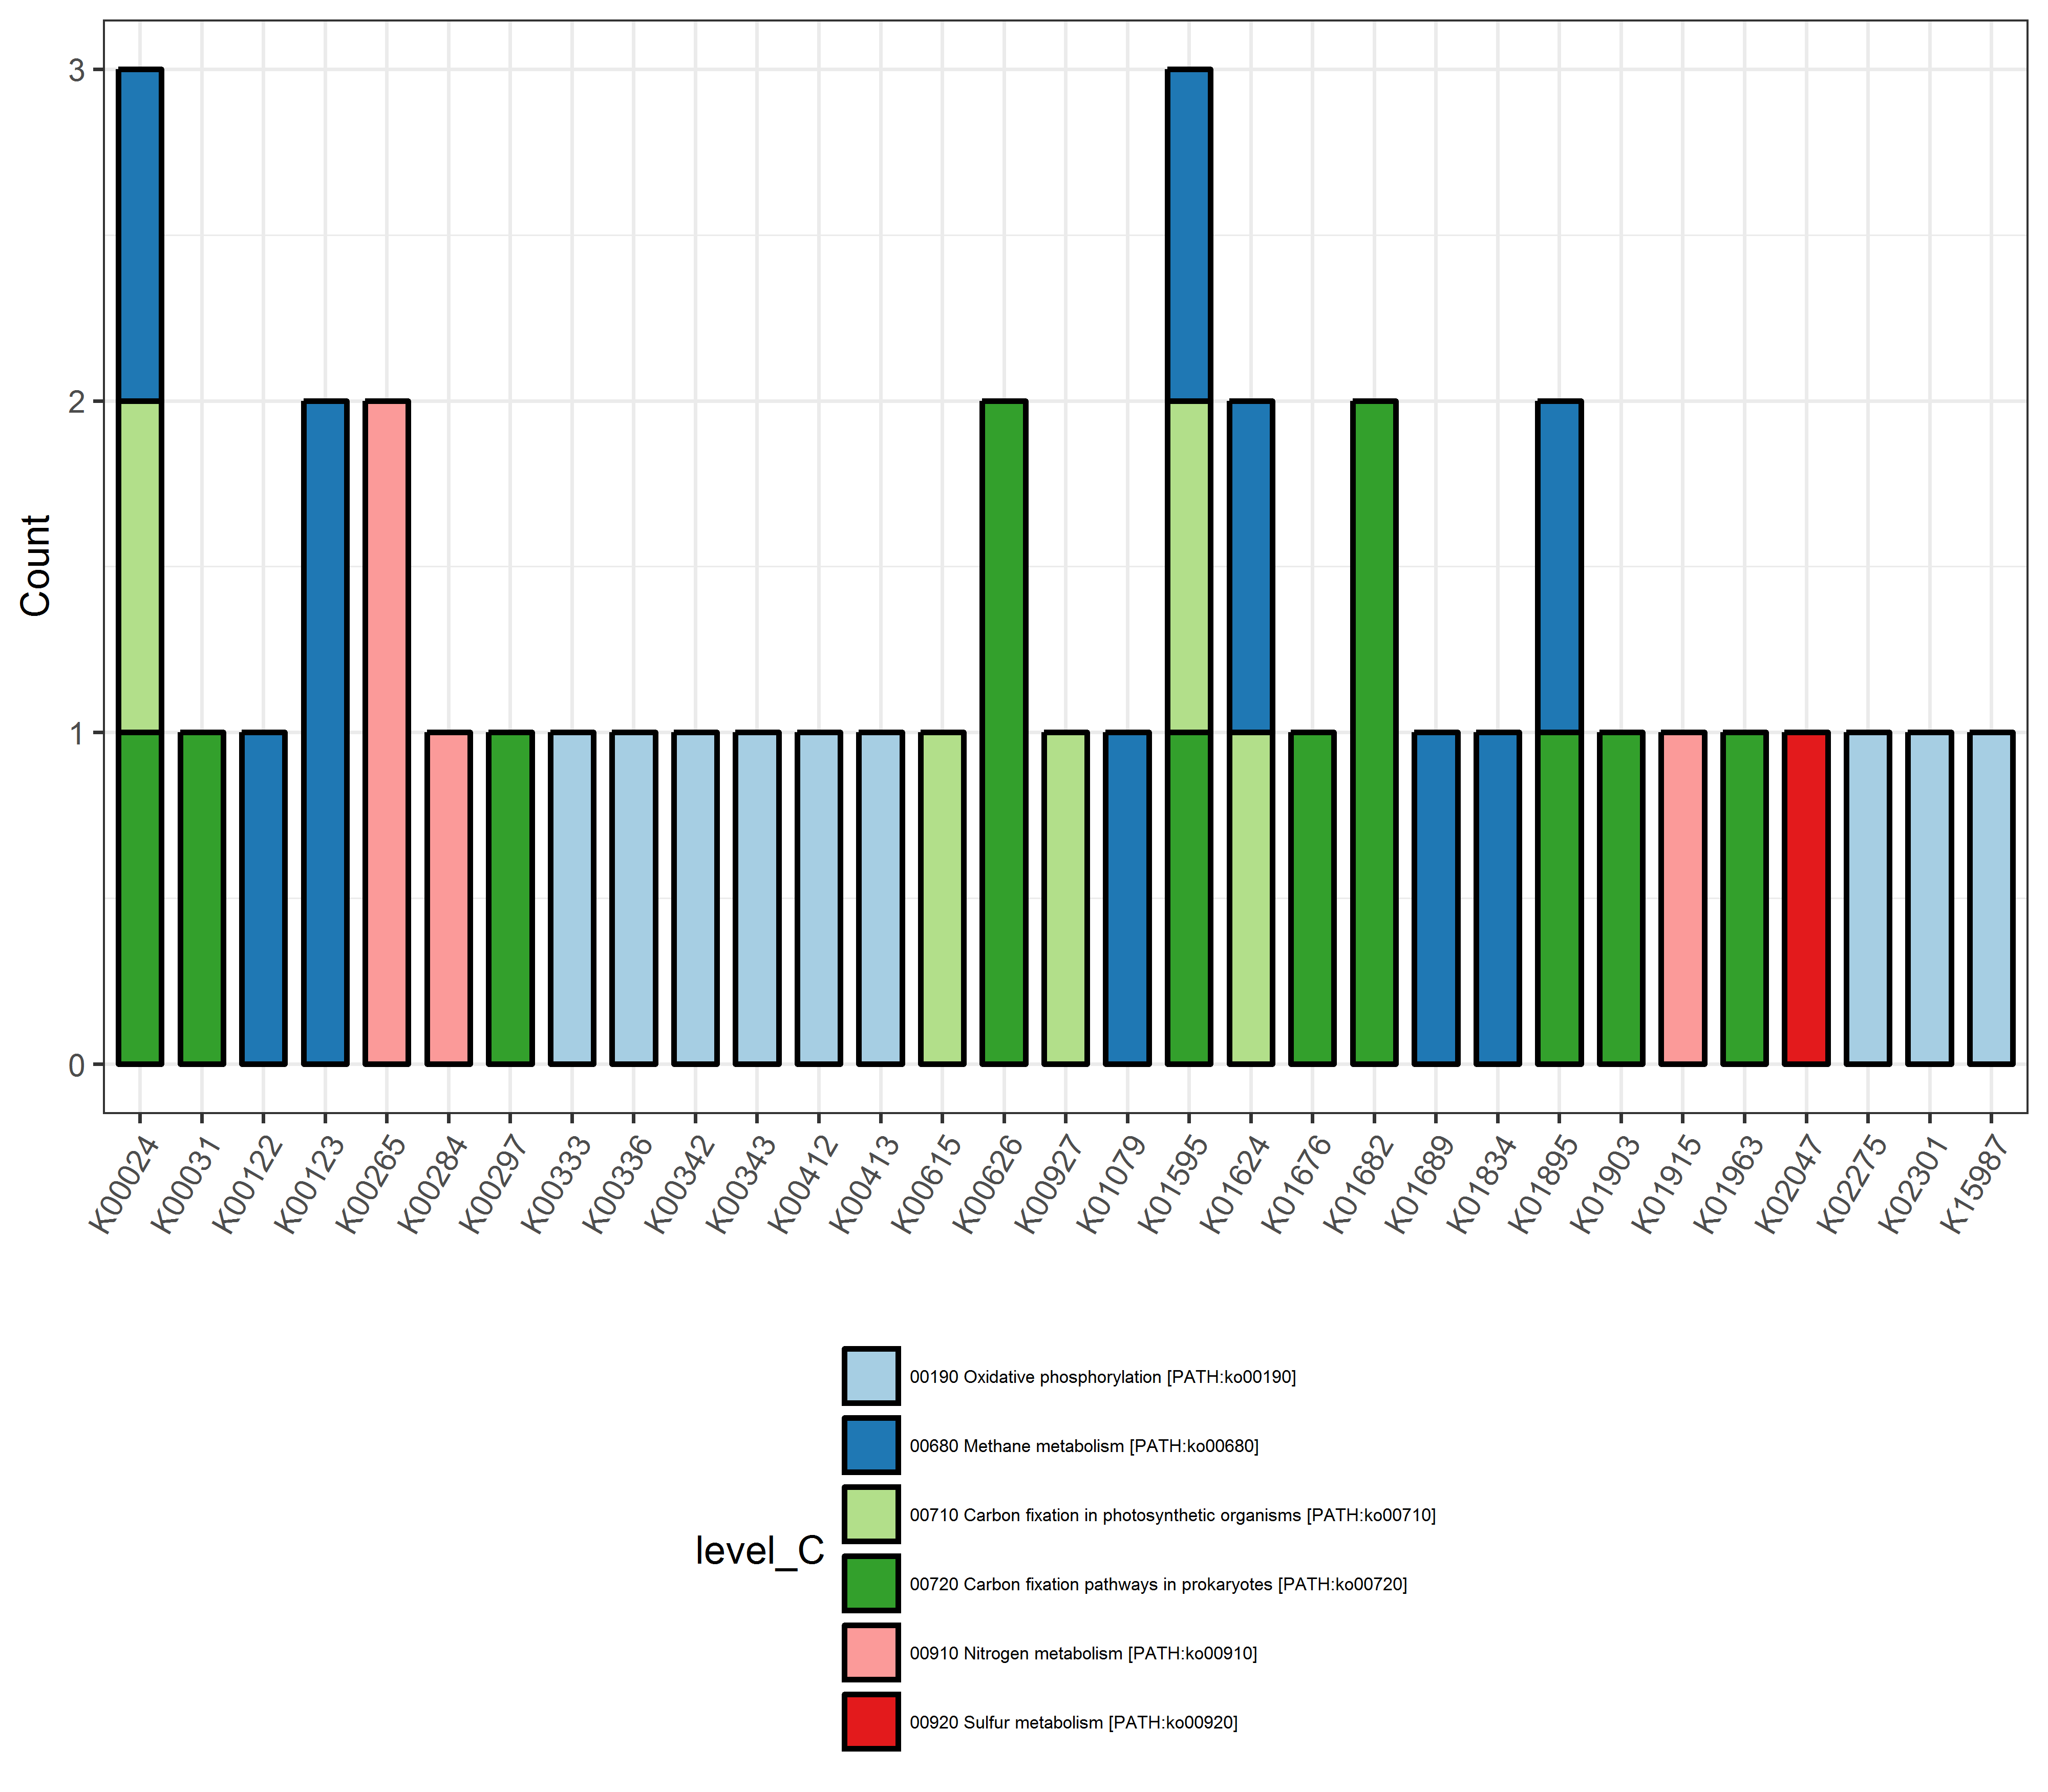 Count
3
2
1
0
K00024 K00031 K00122 K00123 K00265 K00284 K00297 K00333 K00336 K00342 K00343 K00412 K00413 K00615 K00626 K00927 K01079 K01595 K01624 K01676 K01682 K01689 K01834 K01895 K01903 K01915 K01963 K02047 K02275 K02301 K15987
level_C
00190 Oxidative phosphorylation [PATH:ko00190]
00680 Methane metabolism [PATH:ko00680]
00710 Carbon fixation in photosynthetic organisms [PATH:ko00710]
00720 Carbon fixation pathways in prokaryotes [PATH:ko00720]
00910 Nitrogen metabolism [PATH:ko00910]
00920 Sulfur metabolism [PATH:ko00920]